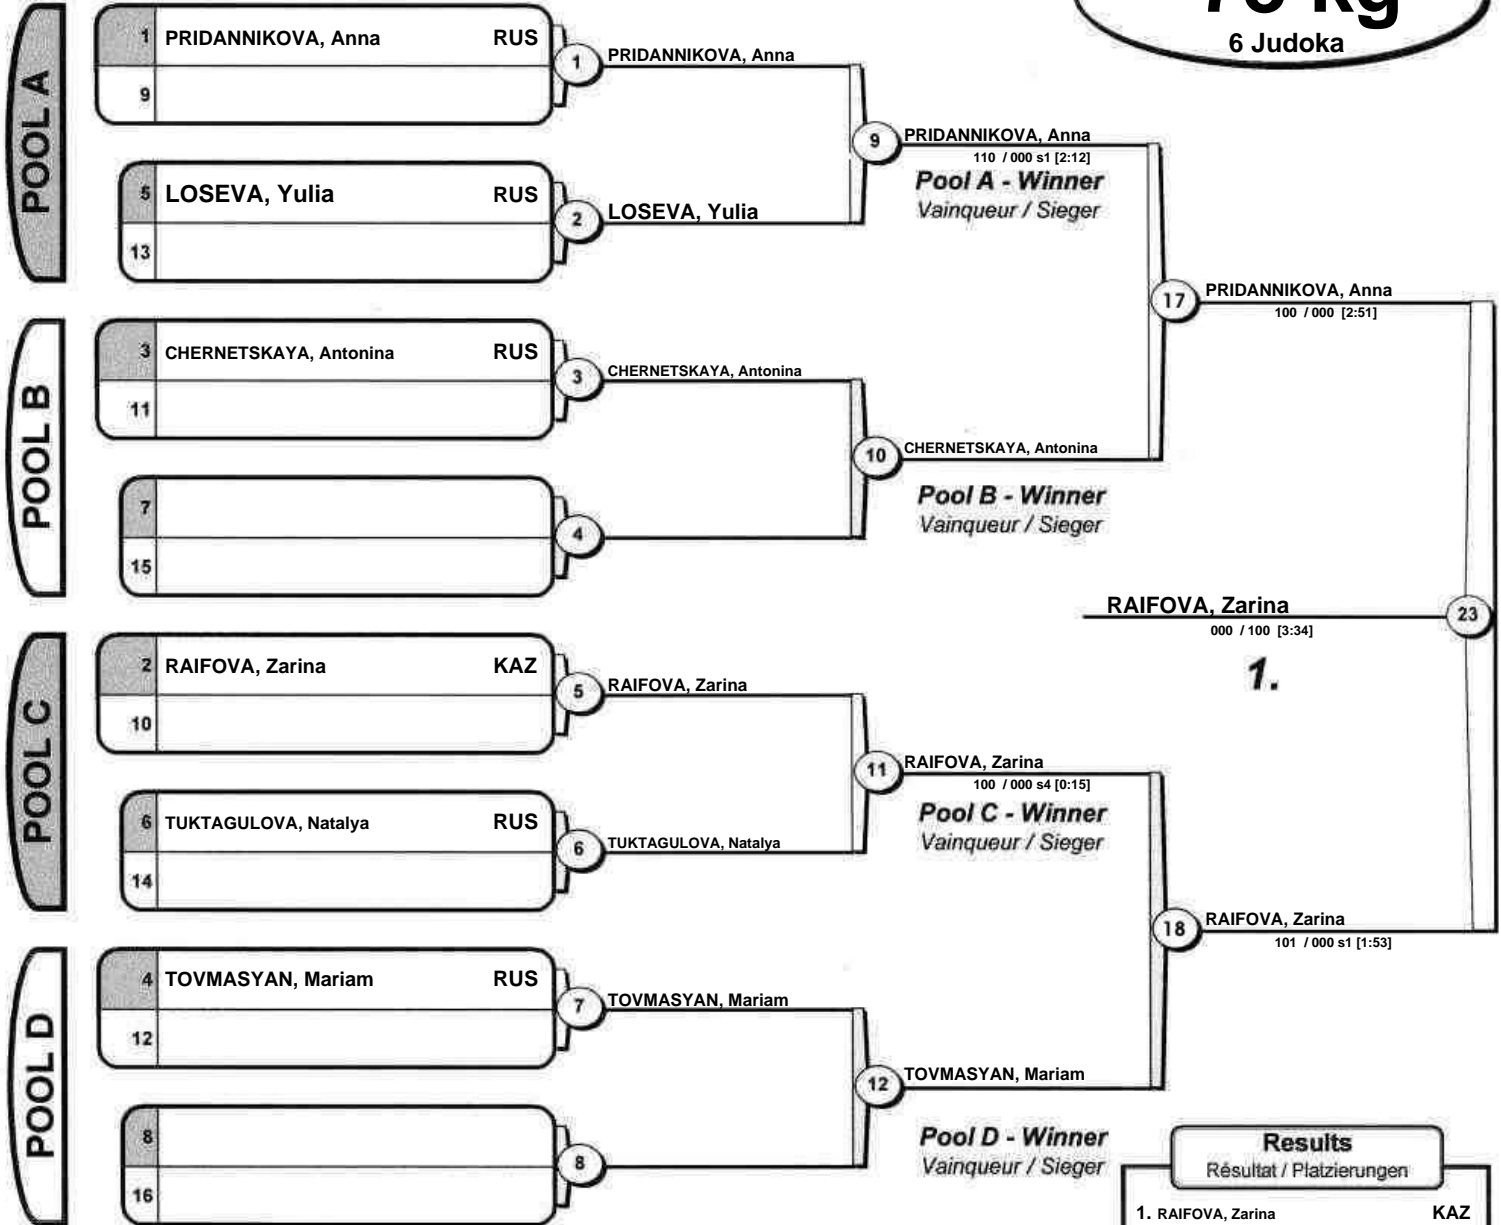 6 Judoka
POOL A
1 PRIDANNIKOVA, Anna RUS
9
1
PRIDANNIKOVA, Anna
5 LOSEVA, Yulia RUS
13
2
LOSEVA, Yulia
9
PRIDANNIKOVA, Anna
110 / 000 s1 [2:12]
Pool A - Winner
Vainqueur / Sieger
POOL B
3 CHERNETSKAYA, Antonina RUS
11
3
CHERNETSKAYA, Antonina
7
15
4
10
CHERNETSKAYA, Antonina
Pool B - Winner
Vainqueur / Sieger
17
PRIDANNIKOVA, Anna
100 / 000 [2:51]
RAIFOVA, Zarina
000 / 100 [3:34]
1.
23
POOL C
2 RAIFOVA, Zarina KAZ
10
5
RAIFOVA, Zarina
6 TUKTAGULOVA, Natalya RUS
14
6
TUKTAGULOVA, Natalya
11
RAIFOVA, Zarina
100 / 000 s4 [0:15]
Pool C - Winner
Vainqueur / Sieger
18
RAIFOVA, Zarina
101 / 000 s1 [1:53]
POOL D
4 TOVMASYAN, Mariam RUS
12
7
TOVMASYAN, Mariam
8
16
8
12
TOVMASYAN, Mariam
Pool D - Winner
Vainqueur / Sieger
Results
Résultat / Platzierungen
1. RAIFOVA, Zarina KAZ